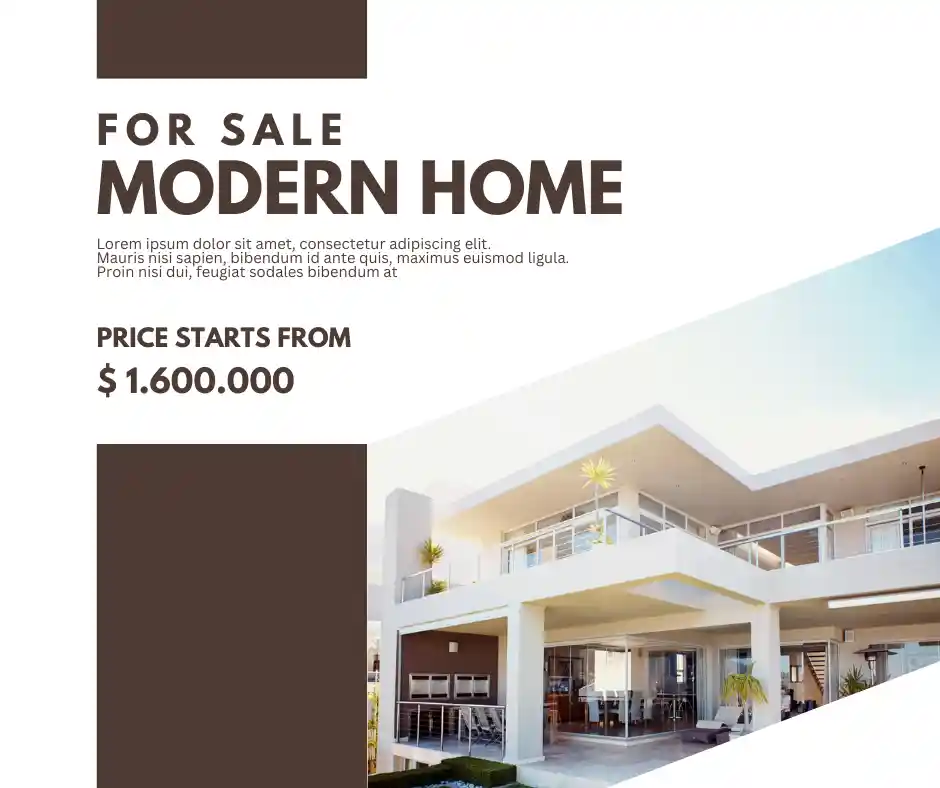 FOR SALE
MODERN HOME
Lorem ipsum dolor sit amet, consectetur adipiscing elit.
Mauris nisi sapien, bibendum id ante quis, maximus euismod ligula.
Proin nisi dui, feugiat sodales bibendum at
PRICE STARTS FROM
$ 1.600.000